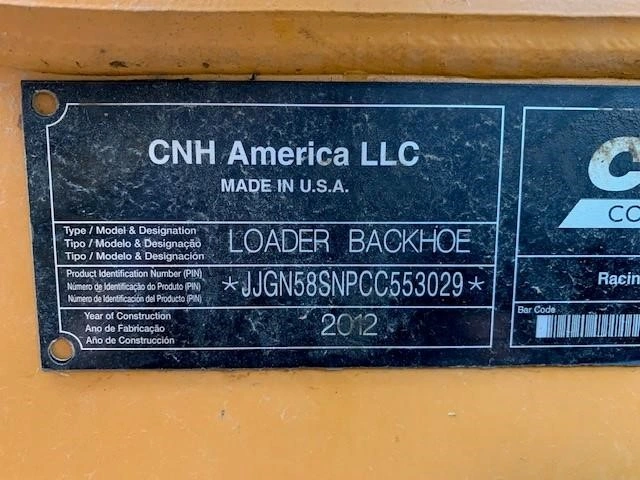 CNH America LLC
MADE IN U.S.A.
Type / Model & Designation
Tipo / Modelo & Designação
Tipo / Modelo & Designación
LOADER BACKHOE
Product Identification Number (PIN)
Número de Identificação do Produto (PIN)
Número de Identificación del Producto (PIN)
*JJGN58SNPCC553029*
Year of Construction
Ano de Fabricação
Año de Construcción
2012
C
CO
Racin
Bar Code